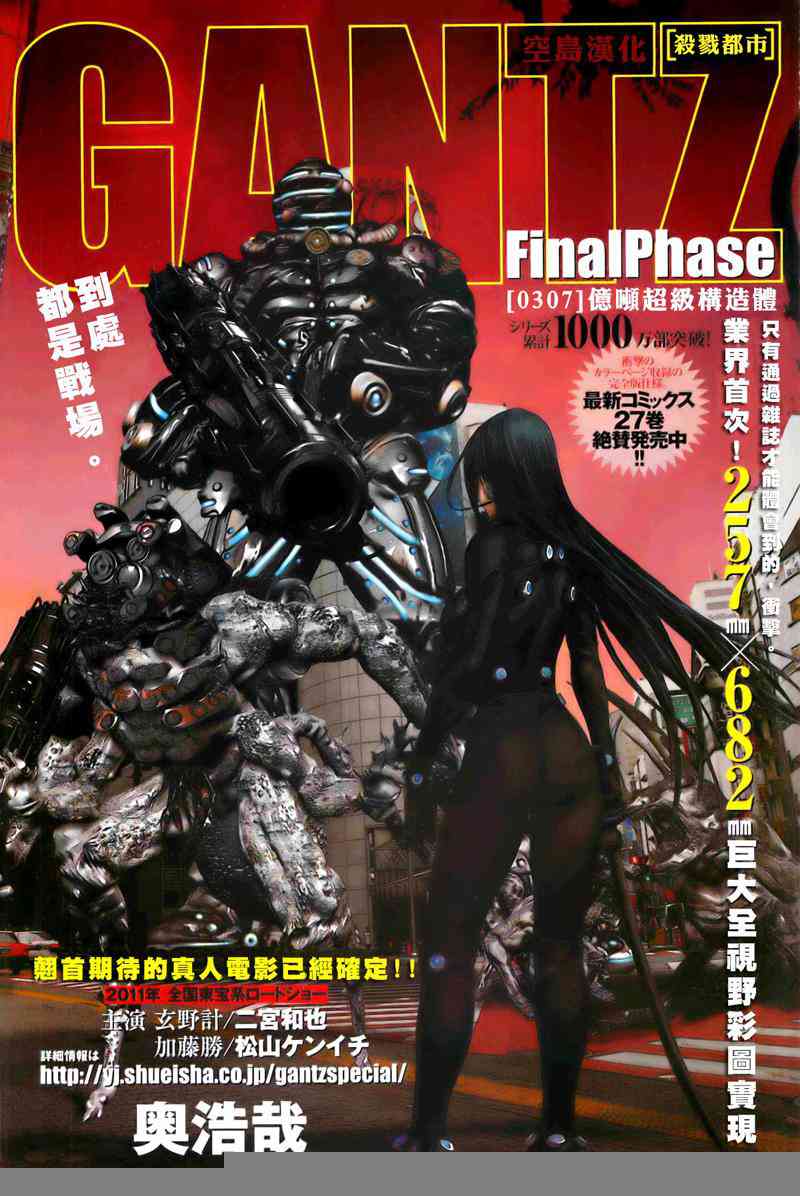 GANTZ
空島漢化
[殺戮都市]
FinalPhase
[0307]億噸超級構造體
シリーズ累計1000万部突破!
衝撃の
カラーページ収録の
完全版仕様
最新コミックス
27巻
絶賛発売中
!!
到處
都是戰場。
只有通過雜誌才能體會到的，衝擊。
業界首次！257mm×682mm巨大全視野彩圖實現
翹首期待的真人電影已經確定!!
2011年 全国東宝系ロードショー
主演 玄野計/二宮和也
加藤勝/松山ケンイチ
詳細情報は
http://yj.shueisha.co.jp/gantzspecial/
奥浩哉